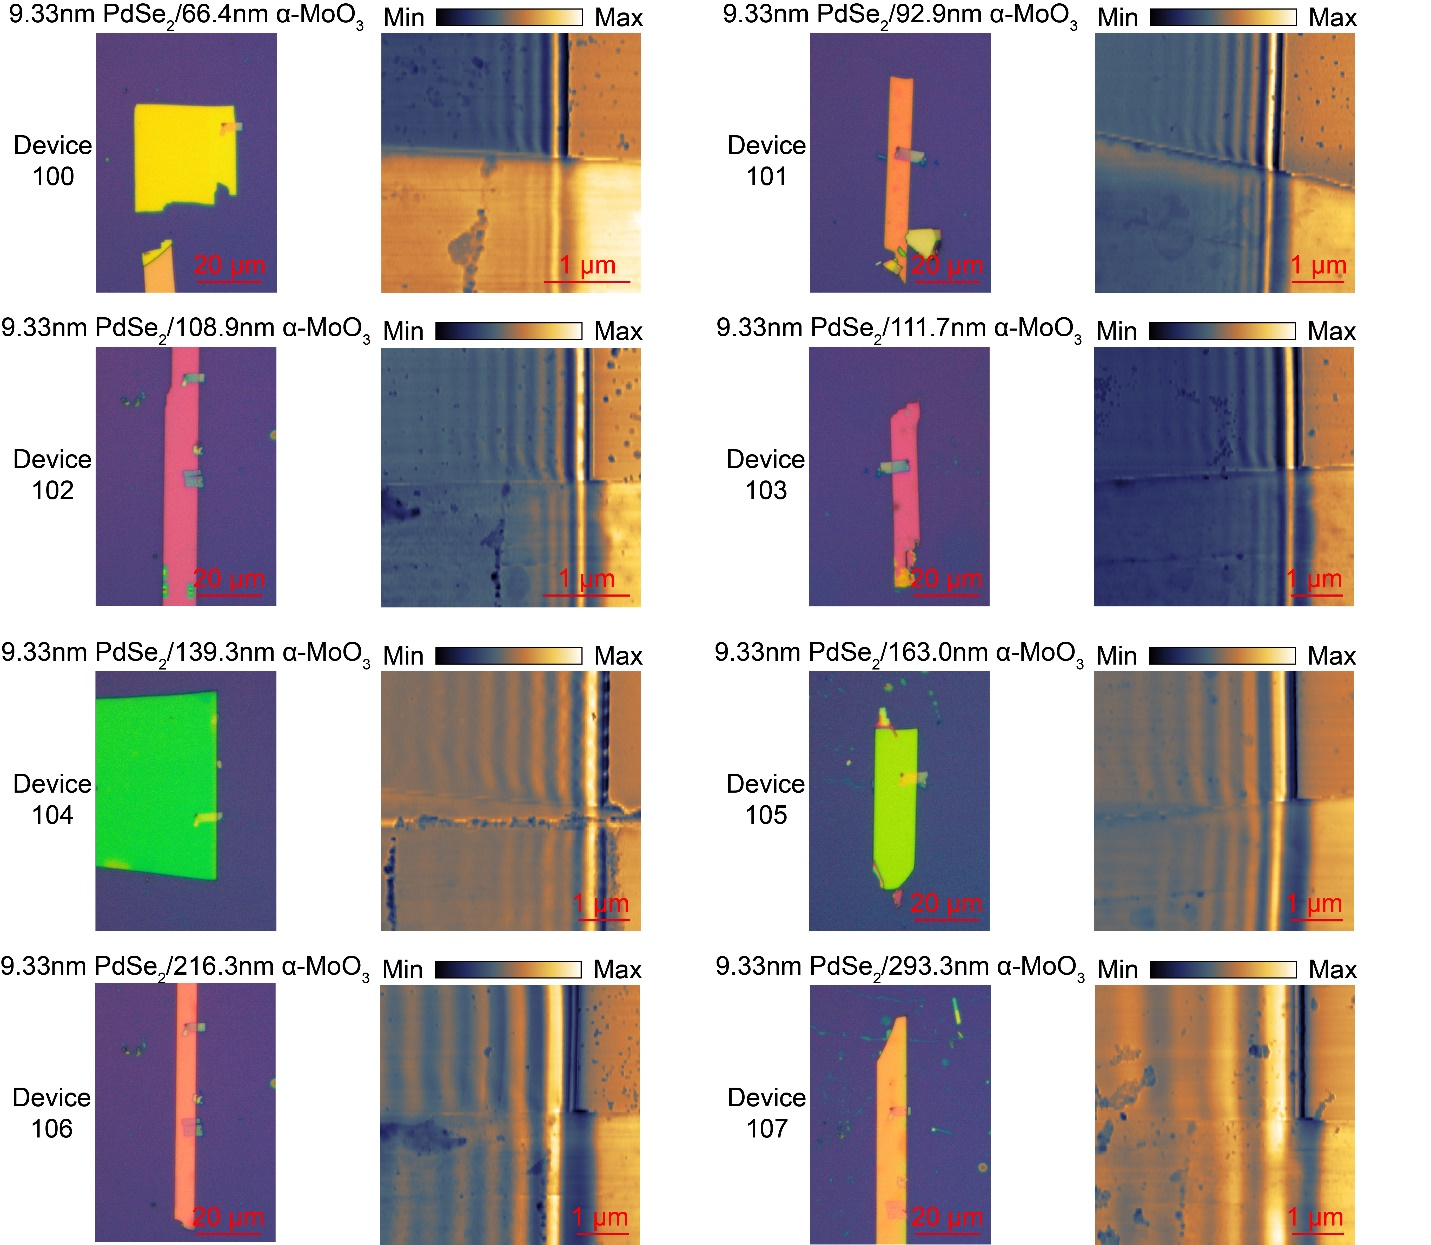 9.33nm PdSe2/66.4nm α-MoO3
Min Max
Device
100
20 μm
1 μm
9.33nm PdSe2/92.9nm α-MoO3
Min Max
Device
101
20 μm
1 μm
9.33nm PdSe2/108.9nm α-MoO3
Min Max
Device
102
20 μm
1 μm
9.33nm PdSe2/111.7nm α-MoO3
Min Max
Device
103
20 μm
1 μm
9.33nm PdSe2/139.3nm α-MoO3
Min Max
Device
104
1 μm
9.33nm PdSe2/163.0nm α-MoO3
Min Max
Device
105
20 μm
1 μm
9.33nm PdSe2/216.3nm α-MoO3
Min Max
Device
106
20 μm
1 μm
9.33nm PdSe2/293.3nm α-MoO3
Min Max
Device
107
20 μm
1 μm